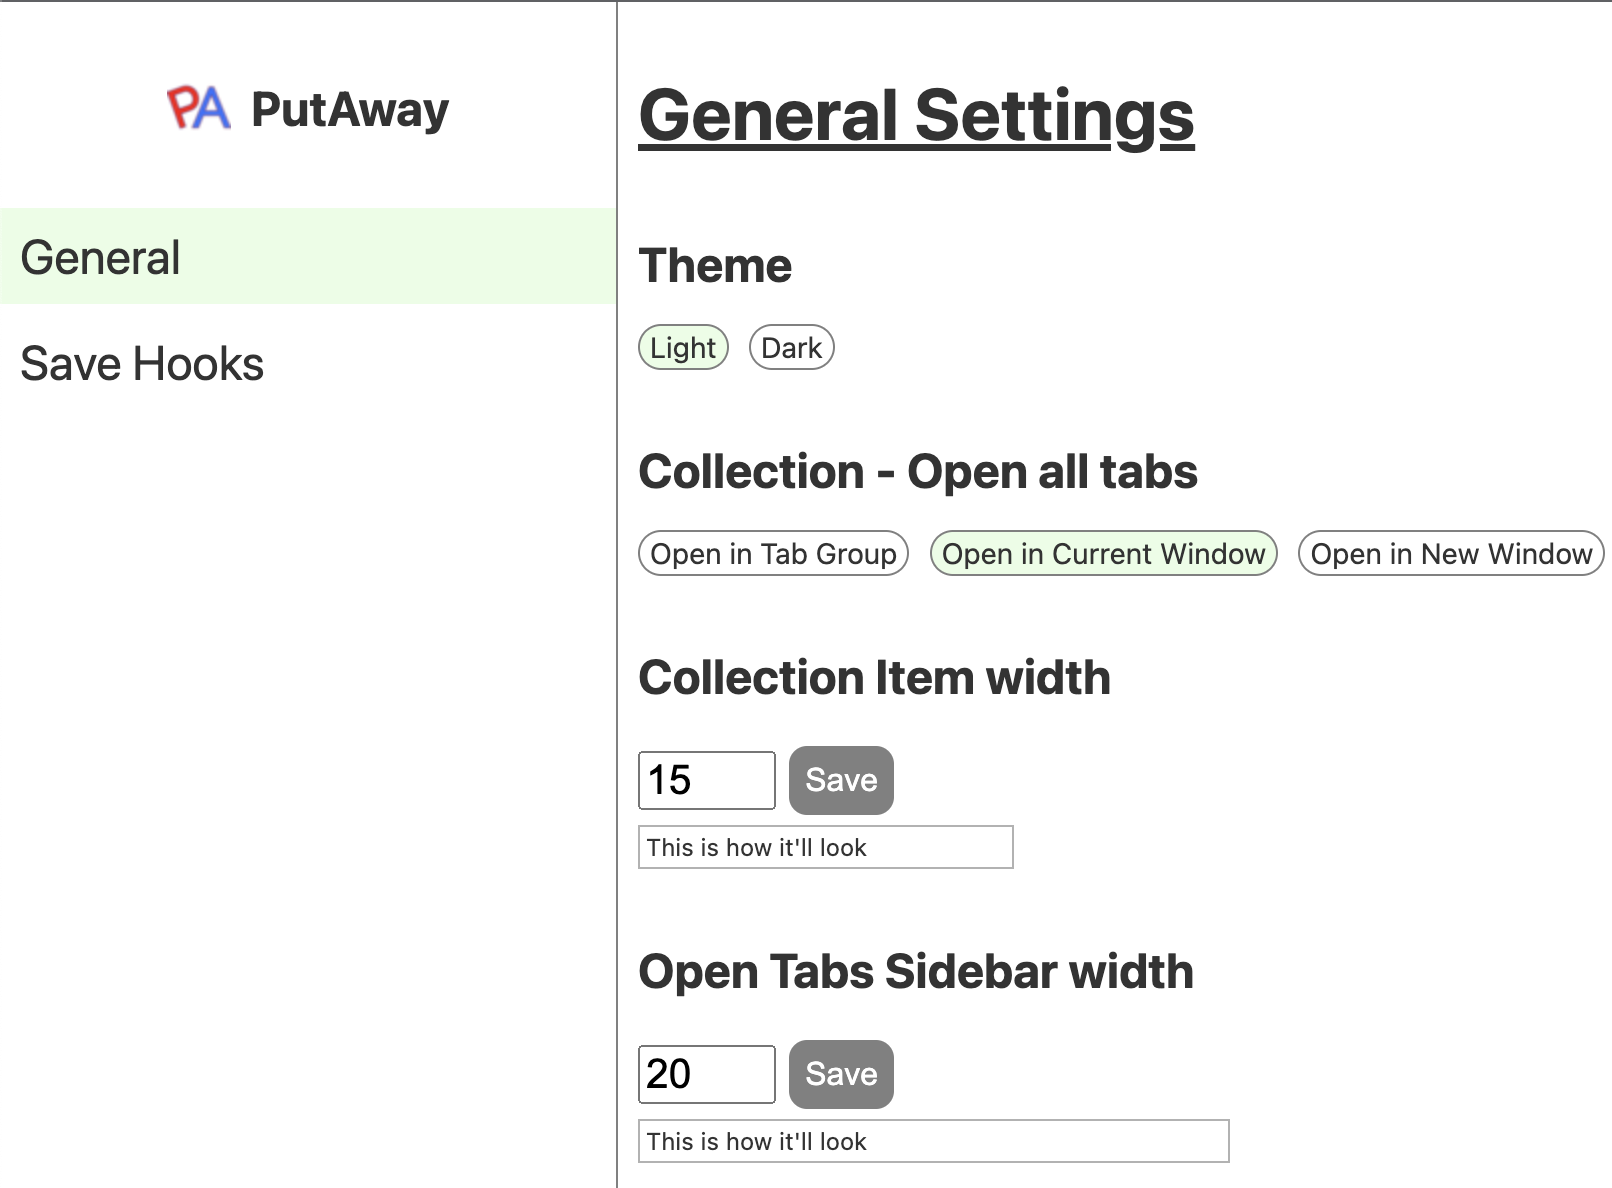 PA PutAway
General
Save Hooks
General Settings
Theme
Light Dark
Collection - Open all tabs
Open in Tab Group Open in Current Window Open in New Window
Collection Item width
15 Save
This is how it'll look
Open Tabs Sidebar width
20 Save
This is how it'll look